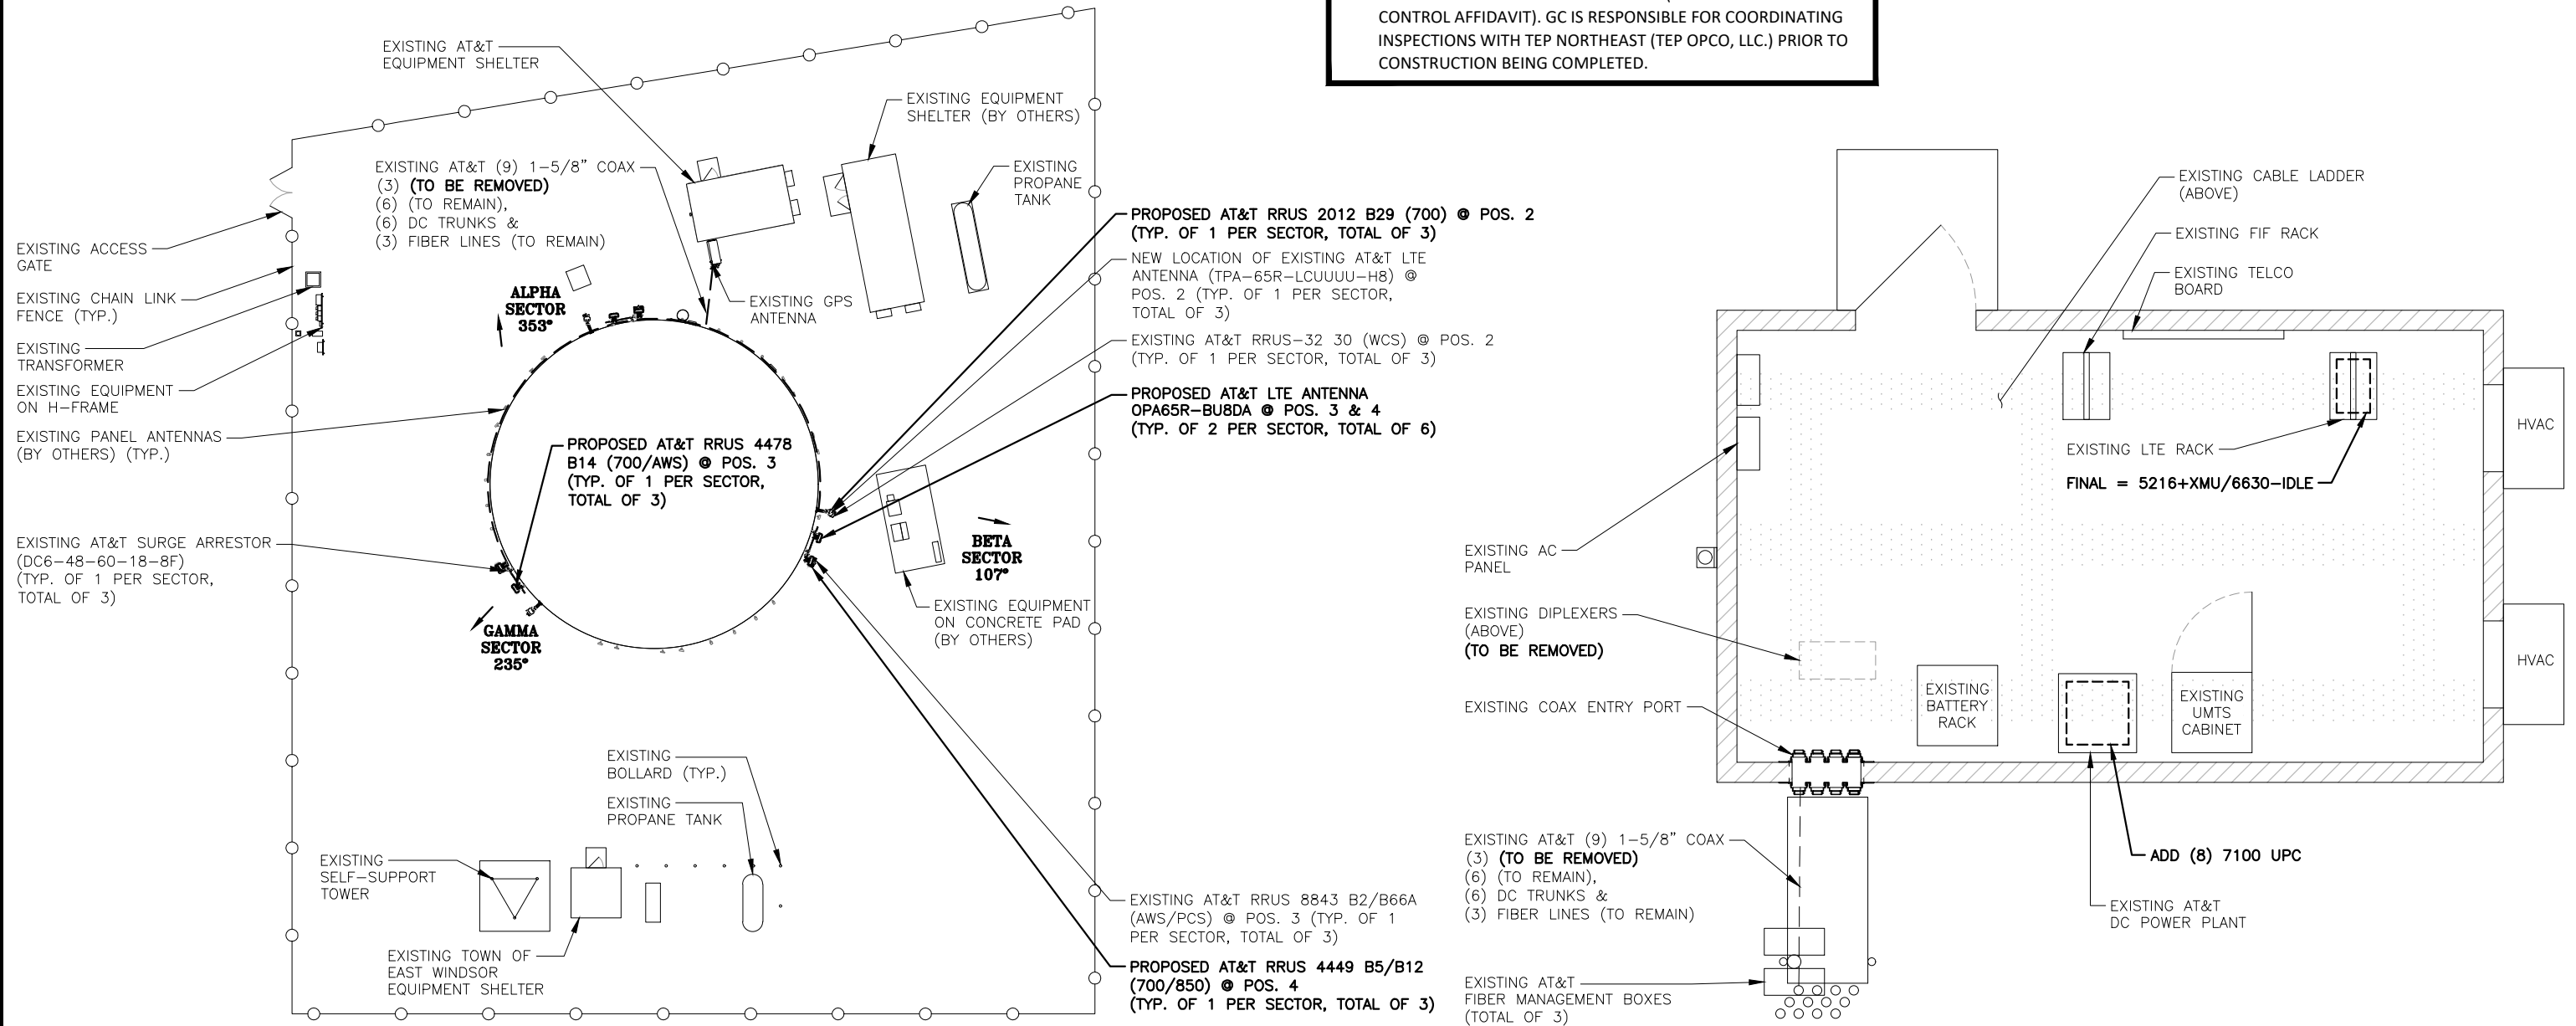 CONTROL AFFIDAVIT). GC IS RESPONSIBLE FOR COORDINATING
INSPECTIONS WITH TEP NORTHEAST (TEP OPCO, LLC.) PRIOR TO
CONSTRUCTION BEING COMPLETED.
EXISTING AT&T
EQUIPMENT SHELTER
EXISTING EQUIPMENT
SHELTER (BY OTHERS)
EXISTING AT&T (9) 1-5/8" COAX
(3) (TO BE REMOVED)
(6) (TO REMAIN),
(6) DC TRUNKS &
(3) FIBER LINES (TO REMAIN)
EXISTING
PROPANE
TANK
EXISTING ACCESS
GATE
EXISTING CHAIN LINK
FENCE (TYP.)
EXISTING
TRANSFORMER
EXISTING EQUIPMENT
ON H-FRAME
EXISTING PANEL ANTENNAS
(BY OTHERS) (TYP.)
EXISTING AT&T SURGE ARRESTOR
(DC6-48-60-18-8F)
(TYP. OF 1 PER SECTOR,
TOTAL OF 3)
ALPHA
SECTOR
353°
EXISTING GPS
ANTENNA
PROPOSED AT&T RRUS 4478
B14 (700/AWS) @ POS. 3
(TYP. OF 1 PER SECTOR,
TOTAL OF 3)
BETA
SECTOR
107°
GAMMA
SECTOR
235°
EXISTING EQUIPMENT
ON CONCRETE PAD
(BY OTHERS)
EXISTING
BOLLARD (TYP.)
EXISTING
PROPANE TANK
EXISTING
SELF-SUPPORT
TOWER
EXISTING TOWN OF
EAST WINDSOR
EQUIPMENT SHELTER
PROPOSED AT&T RRUS 2012 B29 (700) @ POS. 2
(TYP. OF 1 PER SECTOR, TOTAL OF 3)
NEW LOCATION OF EXISTING AT&T LTE
ANTENNA (TPA-65R-LCUUUU-H8) @
POS. 2 (TYP. OF 1 PER SECTOR,
TOTAL OF 3)
EXISTING AT&T RRUS-32 30 (WCS) @ POS. 2
(TYP. OF 1 PER SECTOR, TOTAL OF 3)
PROPOSED AT&T LTE ANTENNA
OPA65R-BU8DA @ POS. 3 & 4
(TYP. OF 2 PER SECTOR, TOTAL OF 6)
EXISTING AT&T RRUS 8843 B2/B66A
(AWS/PCS) @ POS. 3 (TYP. OF 1
PER SECTOR, TOTAL OF 3)
PROPOSED AT&T RRUS 4449 B5/B12
(700/850) @ POS. 4
(TYP. OF 1 PER SECTOR, TOTAL OF 3)
EXISTING CABLE LADDER
(ABOVE)
EXISTING FIF RACK
EXISTING TELCO
BOARD
HVAC
EXISTING LTE RACK
FINAL = 5216+XMU/6630-IDLE
EXISTING AC
PANEL
EXISTING DIPLEXERS
(ABOVE)
(TO BE REMOVED)
HVAC
EXISTING COAX ENTRY PORT
EXISTING
BATTERY
RACK
EXISTING
UMTS
CABINET
EXISTING AT&T (9) 1-5/8" COAX
(3) (TO BE REMOVED)
(6) (TO REMAIN),
(6) DC TRUNKS &
(3) FIBER LINES (TO REMAIN)
ADD (8) 7100 UPC
EXISTING AT&T
DC POWER PLANT
EXISTING AT&T
FIBER MANAGEMENT BOXES
(TOTAL OF 3)